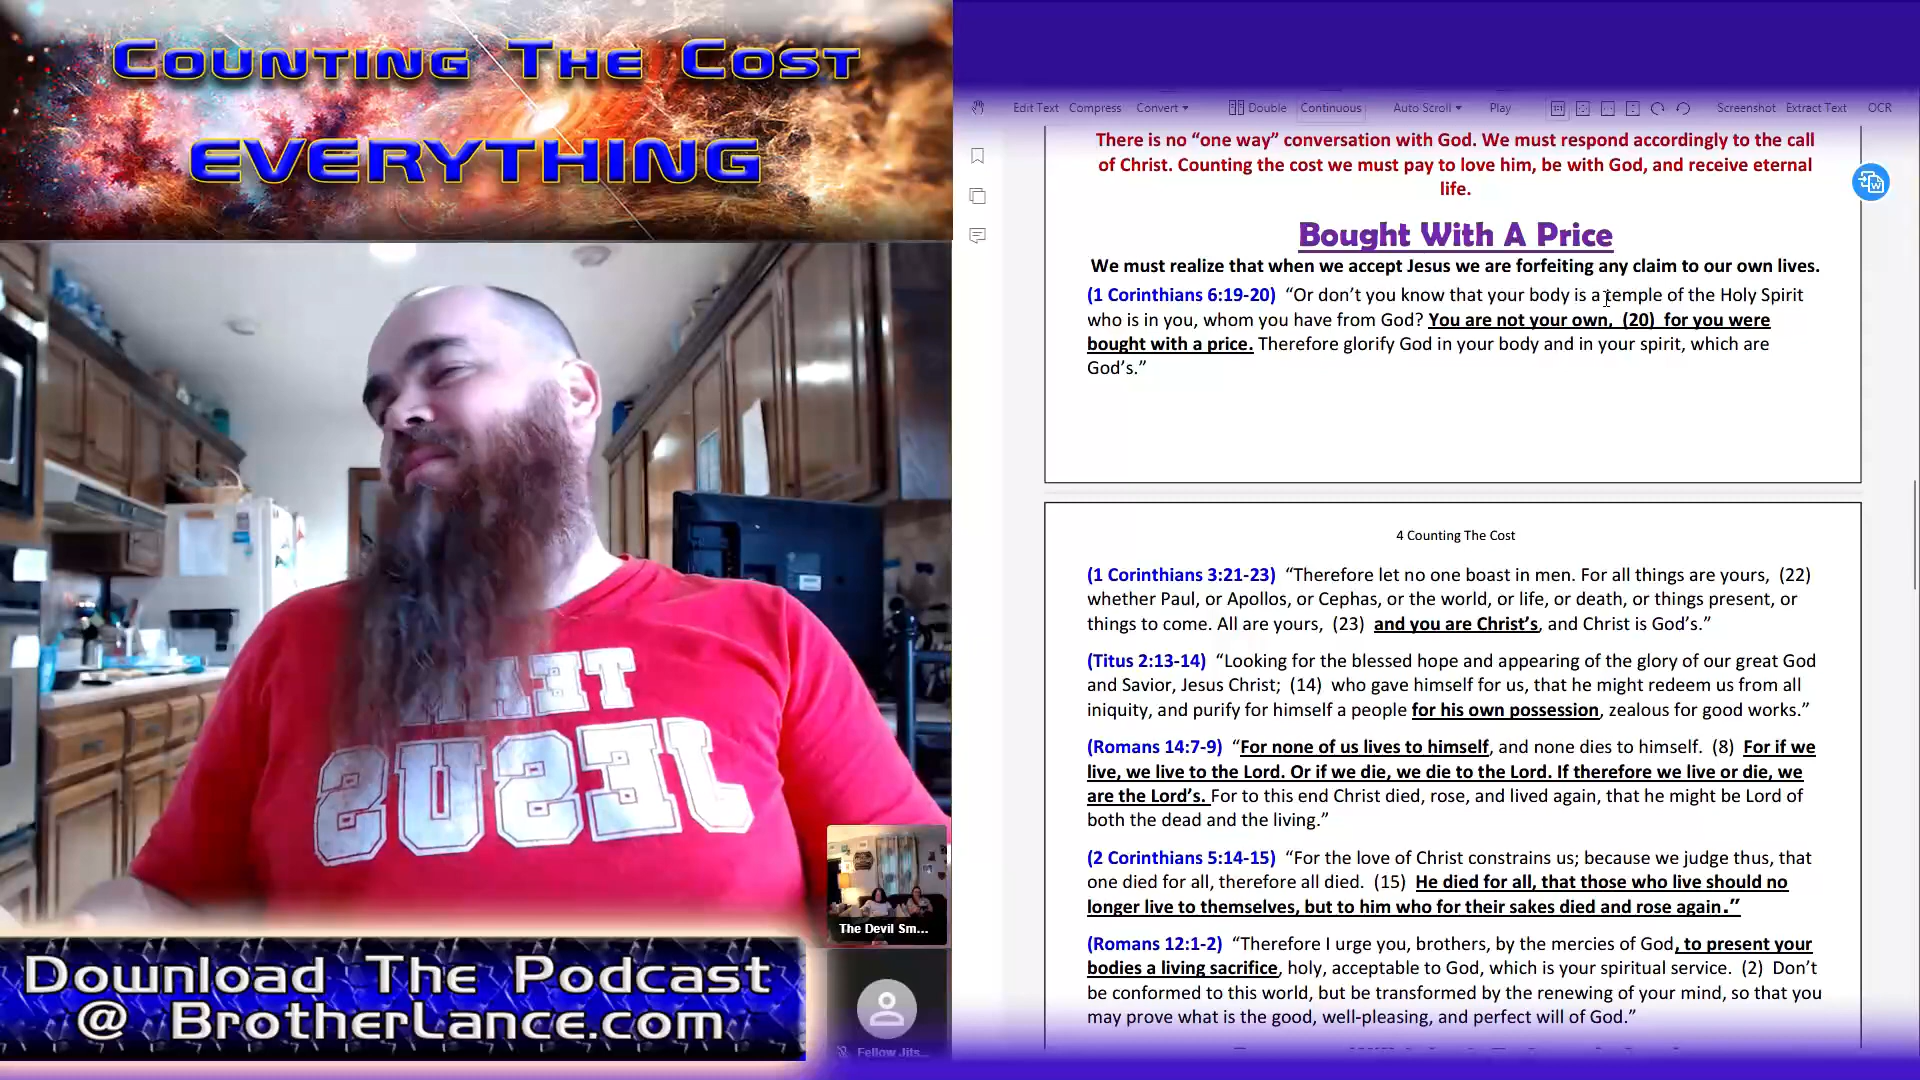 Counting The Cost
EVERYTHING
TEAM
JESUS
The Devil Sm...
Fellow Jits...
Download The Podcast
@ BrotherLance.com
Edit Text Compress Convert Double Continuous Auto Scroll Play Screenshot Extract Text OCR
There is no “one way” conversation with God. We must respond accordingly to the call
of Christ. Counting the cost we must pay to love him, be with God, and receive eternal
life.
Bought With A Price
We must realize that when we accept Jesus we are forfeiting any claim to our own lives.
(1 Corinthians 6:19-20) “Or don’t you know that your body is a temple of the Holy Spirit
who is in you, whom you have from God? You are not your own, (20) for you were
bought with a price. Therefore glorify God in your body and in your spirit, which are
God’s.”
4 Counting The Cost
(1 Corinthians 3:21-23) “Therefore let no one boast in men. For all things are yours, (22)
whether Paul, or Apollos, or Cephas, or the world, or life, or death, or things present, or
things to come. All are yours, (23) and you are Christ’s, and Christ is God’s.”
(Titus 2:13-14) “Looking for the blessed hope and appearing of the glory of our great God
and Savior, Jesus Christ; (14) who gave himself for us, that he might redeem us from all
iniquity, and purify for himself a people for his own possession, zealous for good works.”
(Romans 14:7-9) “For none of us lives to himself, and none dies to himself. (8) For if we
live, we live to the Lord. Or if we die, we die to the Lord. If therefore we live or die, we
are the Lord’s. For to this end Christ died, rose, and lived again, that he might be Lord of
both the dead and the living.”
(2 Corinthians 5:14-15) “For the love of Christ constrains us; because we judge thus, that
one died for all, therefore all died. (15) He died for all, that those who live should no
longer live to themselves, but to him who for their sakes died and rose again.”
(Romans 12:1-2) “Therefore I urge you, brothers, by the mercies of God, to present your
bodies a living sacrifice, holy, acceptable to God, which is your spiritual service. (2) Don’t
be conformed to this world, but be transformed by the renewing of your mind, so that you
may prove what is the good, well-pleasing, and perfect will of God.”